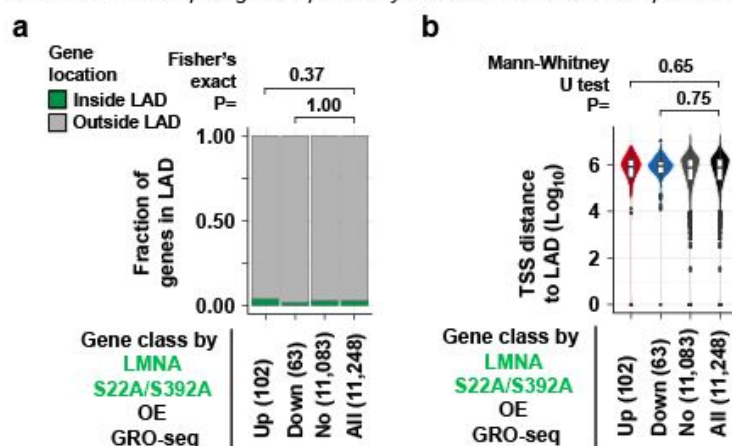 a
Gene
location
Inside LAD
Outside LAD
Fisher's
exact
P=
0.37
1.00
Fraction of
genes in LAD
1.00
0.50
0.00
Gene class by
LMNA
S22A/S392A
OE
GRO-seq
Up (102)
Down (63)
No (11,083)
All (11,248)
b
Mann-Whitney
U test
P=
0.65
0.75
TSS distance
to LAD (Log10)
6
4
2
0
Gene class by
LMNA
S22A/S392A
OE
GRO-seq
Up (102)
Down (63)
No (11,083)
All (11,248)